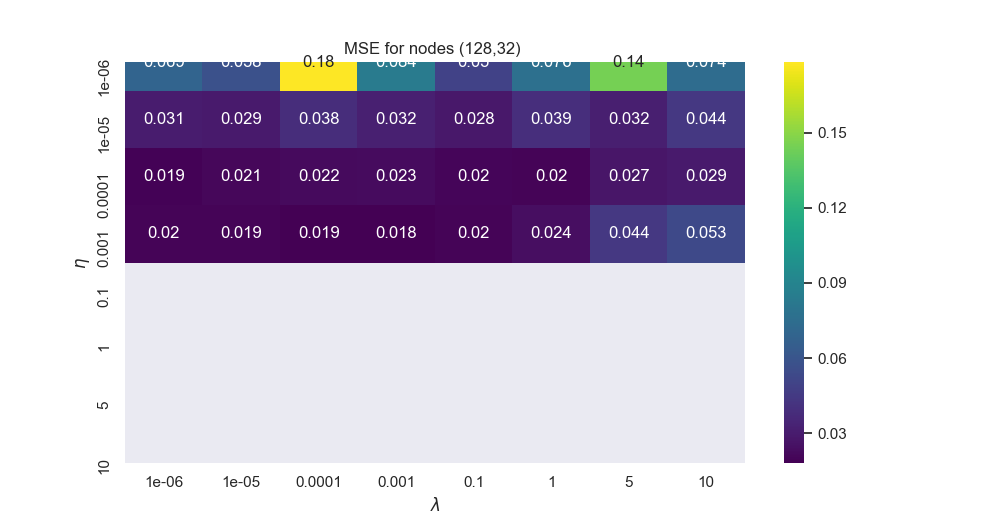 MSE for nodes (128,32)
1e-06 0.18 0.14
1e-05 0.031 0.029 0.038 0.032 0.028 0.039 0.032 0.044
0.0001 0.019 0.021 0.022 0.023 0.02 0.02 0.027 0.029
0.001 0.02 0.019 0.019 0.018 0.02 0.024 0.044 0.053
η
0.1
1
5
10
1e-06 1e-05 0.0001 0.001 0.1 1 5 10
λ
0.15
0.12
0.09
0.06
0.03